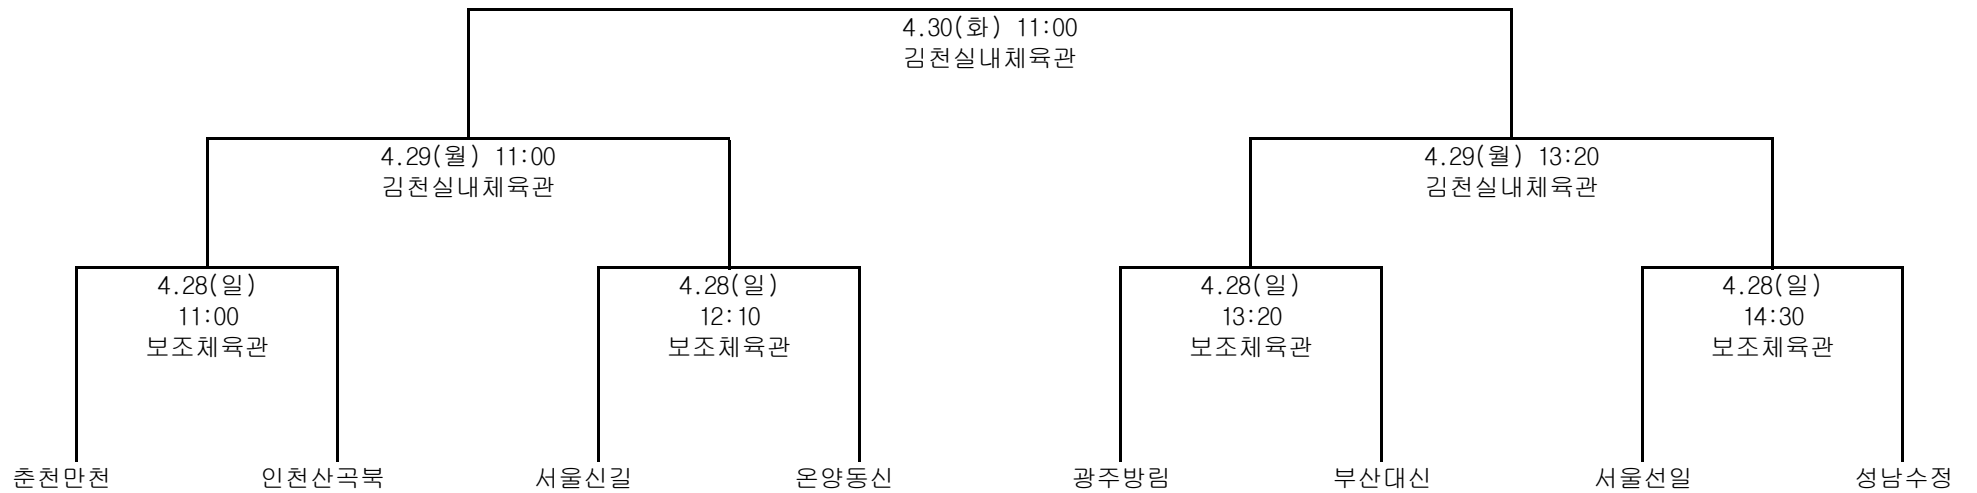 4.30(화) 11:00
김천실내체육관
4.29(월) 11:00
김천실내체육관
4.29(월) 13:20
김천실내체육관
4.28(일)
11:00
보조체육관
4.28(일)
12:10
보조체육관
4.28(일)
13:20
보조체육관
4.28(일)
14:30
보조체육관
춘천만천
인천산곡북
서울신길
온양동신
광주방림
부산대신
서울선일
성남수정